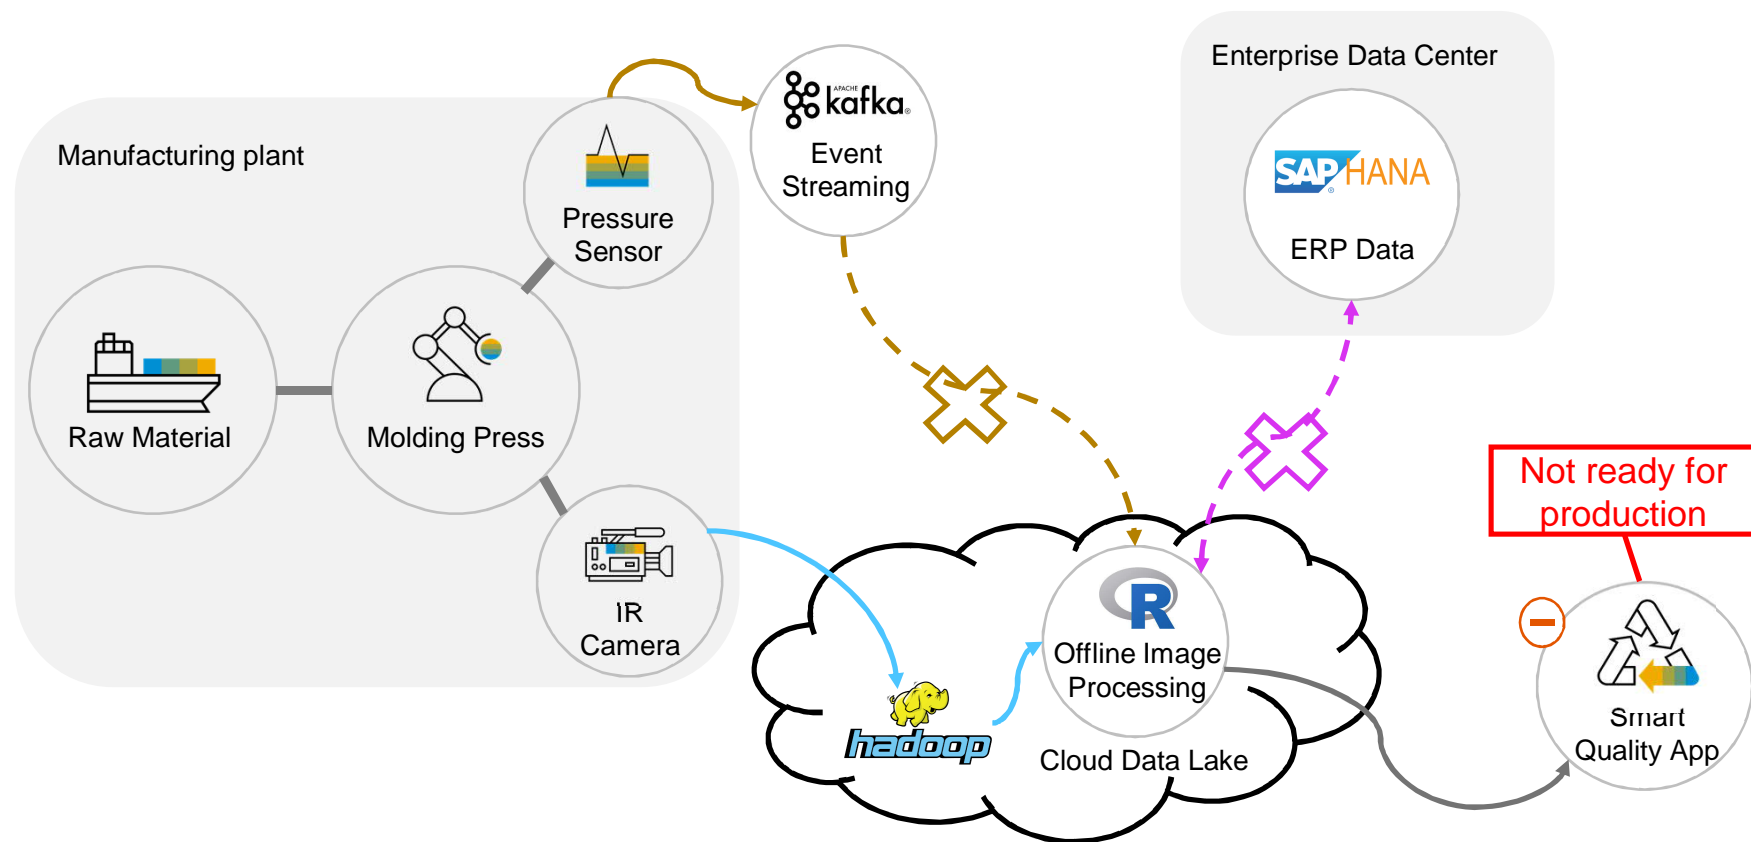 Enterprise Data Center
APACHE
kafka®
Event
Streaming
Manufacturing plant
SAP® HANA
ERP Data
Pressure
Sensor
Raw Material
Molding Press
Not ready for
production
IR
Camera
R
Offline Image
Processing
hadoop
Cloud Data Lake
Smart
Quality App